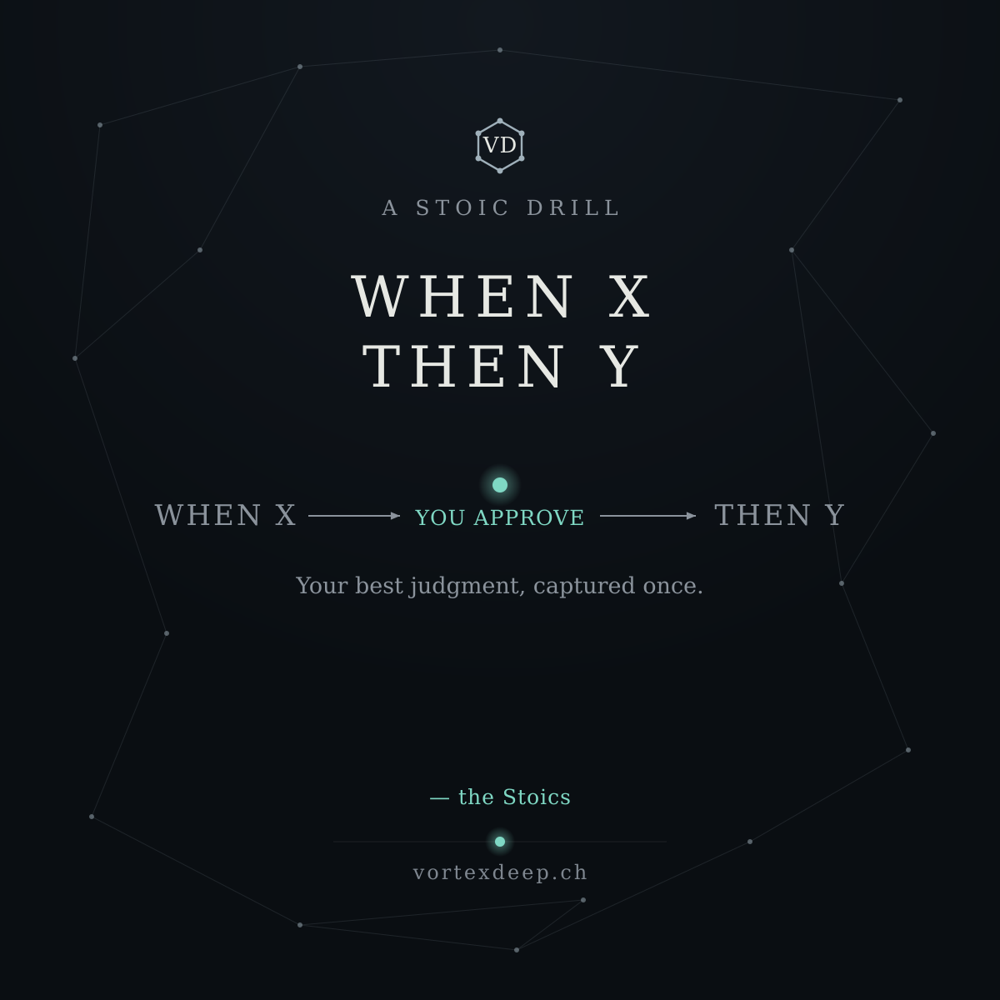 VD
A STOIC DRILL
WHEN X
THEN Y
WHEN X YOU APPROVE THEN Y
Your best judgment, captured once.
— the Stoics
vortexdeep.ch